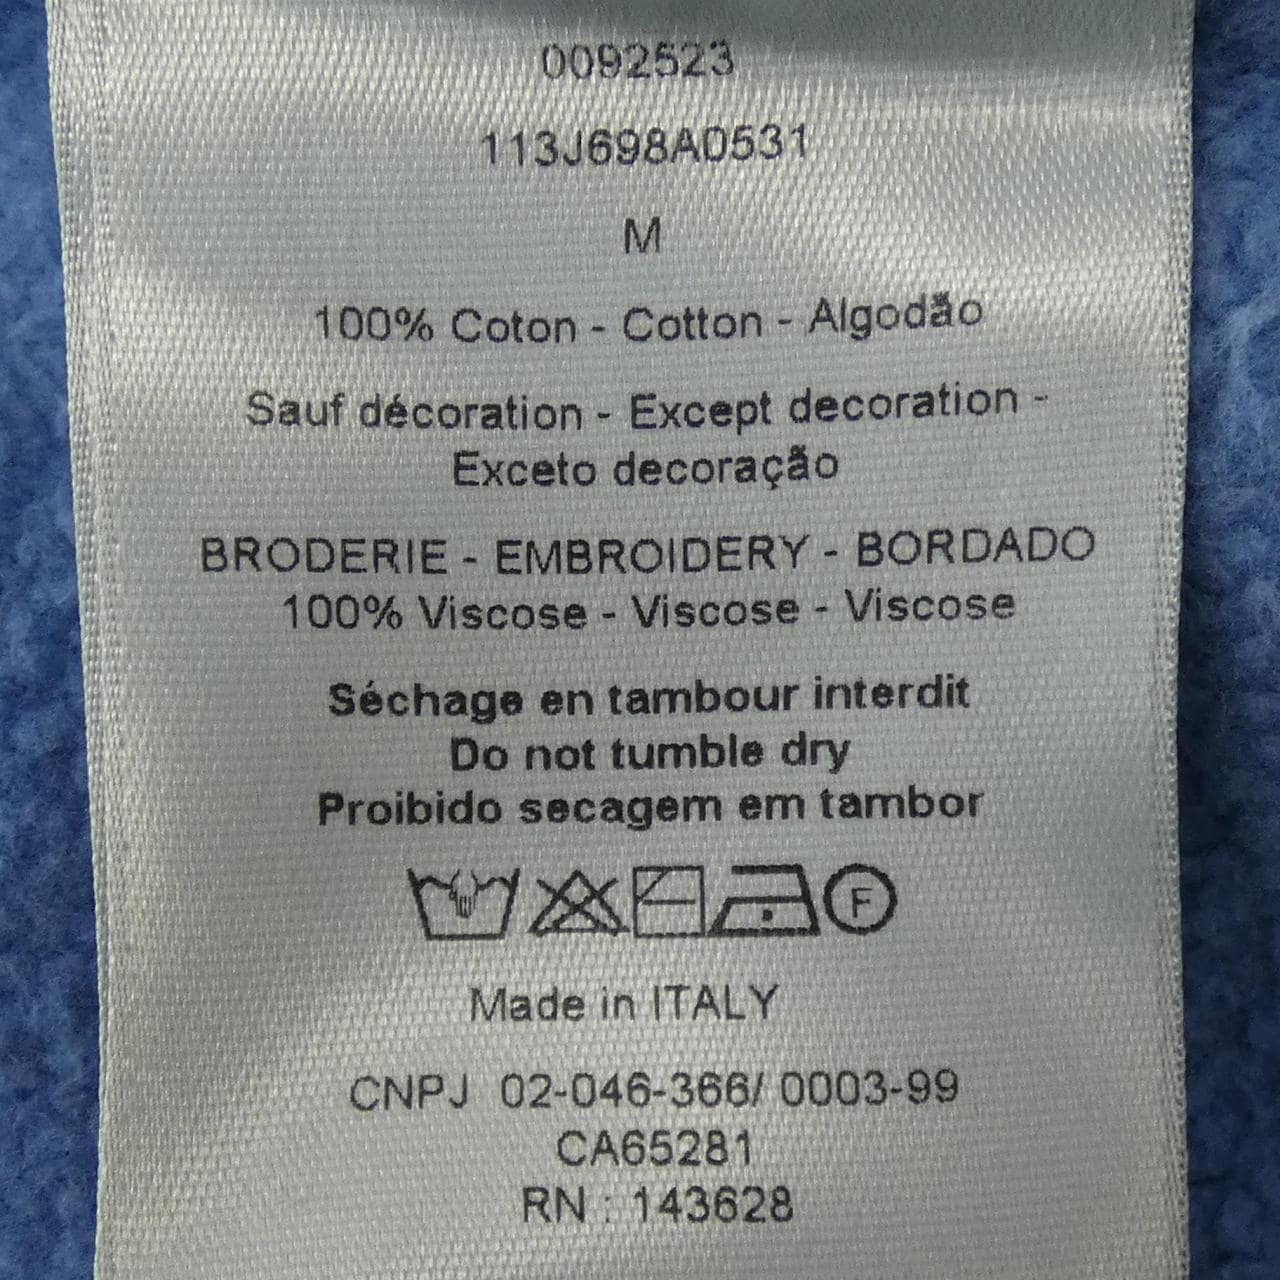 0092523
113J698A0531
M
100% Coton - Cotton - Algodão
Sauf décoration - Except decoration -
Exceto decoração
BRODERIE - EMBROIDERY - BORDADO
100% Viscose - Viscose - Viscose
Séchage en tambour interdit
Do not tumble dry
Proibido secagem em tambor
F
Made in ITALY
CNPJ 02-046-366/ 0003-99
CA65281
RN : 143628